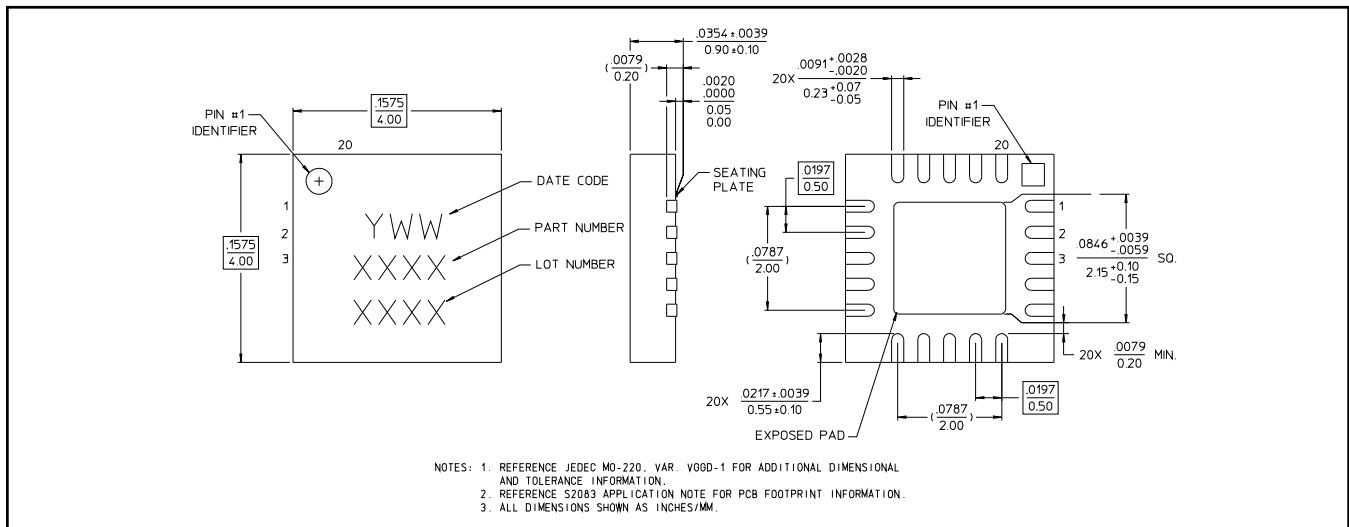 PIN #1
IDENTIFIER
20
.1575
4.00
.1575
4.00
1
2
3
YWW
XXXX
XXXX
DATE CODE
PART NUMBER
LOT NUMBER
.0354 ±.0039
0.90 ±0.10
( .0079
0.20 )
.0020
.0000
0.05
0.00
SEATING
PLATE
20X .0091 +.0028
-.0020
0.23 +0.07
-0.05
PIN #1
IDENTIFIER
20
.0197
0.50
( .0787
2.00 )
1
2
3
.0846 +.0039
-.0059
2.15 +0.10
-0.15
SQ.
20X .0079
0.20 MIN.
20X .0217 ±.0039
0.55 ±0.10
.0197
0.50
( .0787
2.00 )
EXPOSED PAD
NOTES: 1. REFERENCE JEDEC MO-220, VAR. VGGD-1 FOR ADDITIONAL DIMENSIONAL
AND TOLERANCE INFORMATION.
2. REFERENCE S2083 APPLICATION NOTE FOR PCB FOOTPRINT INFORMATION.
3. ALL DIMENSIONS SHOWN AS INCHES/MM.